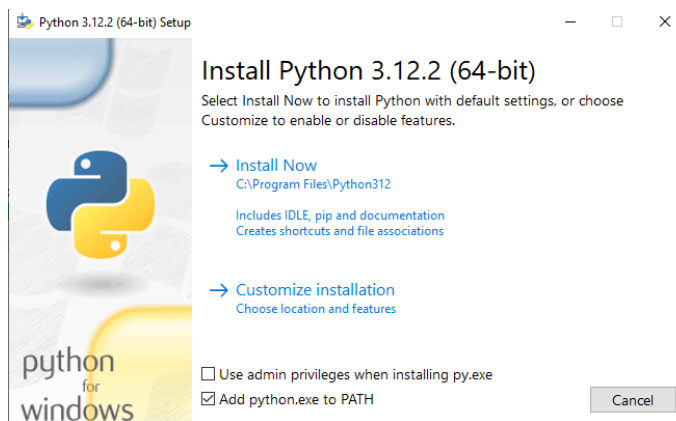 Python 3.12.2 (64-bit) Setup
Install Python 3.12.2 (64-bit)
Select Install Now to install Python with default settings, or choose
Customize to enable or disable features.
Install Now
C:\Program Files\Python312
Includes IDLE, pip and documentation
Creates shortcuts and file associations
Customize installation
Choose location and features
python
for
windows
Use admin privileges when installing py.exe
Add python.exe to PATH
Cancel